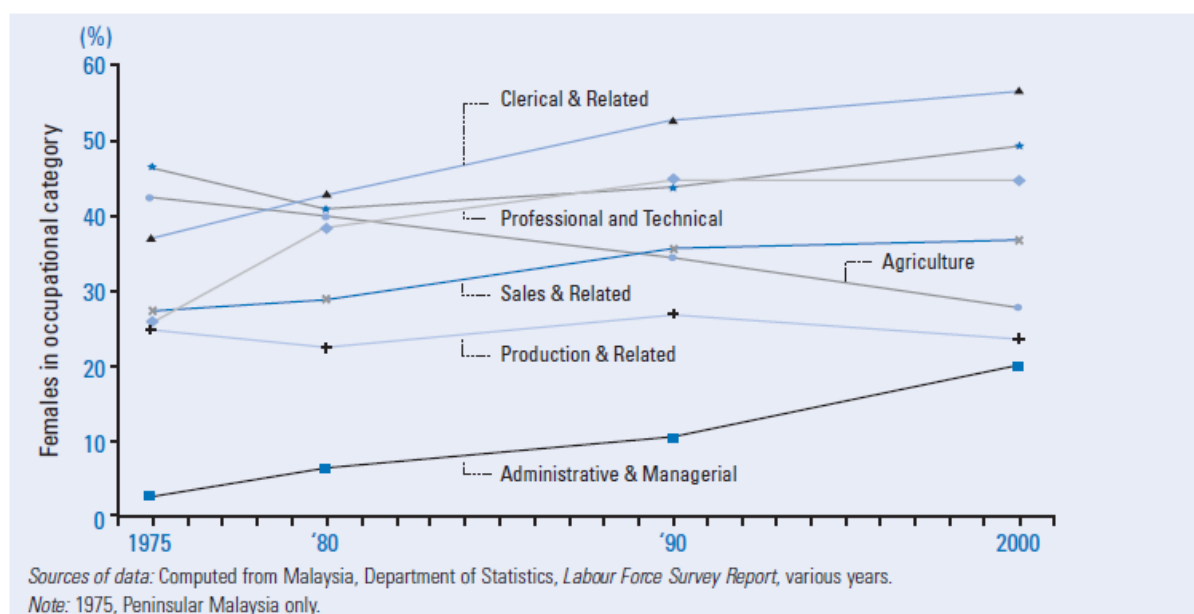 (%)
60
50
40
30
20
10
0
Females in occupational category
Clerical & Related
Professional and Technical
Agriculture
Sales & Related
Production & Related
Administrative & Managerial
1975 '80 '90 2000
Sources of data: Computed from Malaysia, Department of Statistics, Labour Force Survey Report, various years.
Note: 1975, Peninsular Malaysia only.